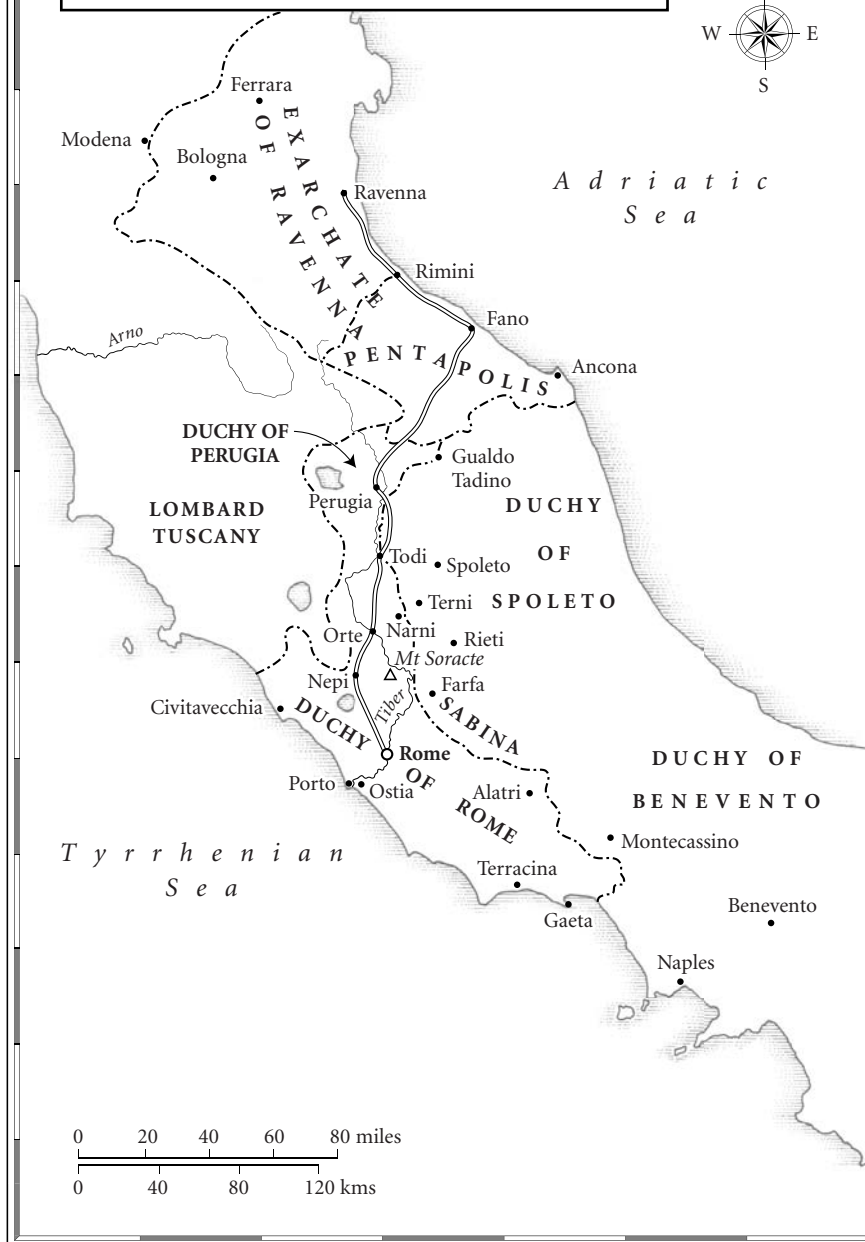 W
E
S
Ferrara
Modena
Bologna
EXARCHATE
OF RAVENNA
Ravenna
Adriatic
Sea
Rimini
Fano
Arno
PENTAPOLIS
Ancona
DUCHY OF
PERUGIA
Gualdo
Tadino
Perugia
LOMBARD
TUSCANY
DUCHY
OF
SPOLETO
Todi
Spoleto
Terni
Orte
Narni
Rieti
Mt Soracte
Nepi
Farfa
Civitavecchia
Tiber
SABINA
DUCHY
OF
ROME
Rome
DUCHY OF
BENEVENTO
Porto
Ostia
Alatri
Montecassino
Tyrrhenian
Sea
Terracina
Gaeta
Benevento
Naples
0 20 40 60 80 miles
0 40 80 120 kms